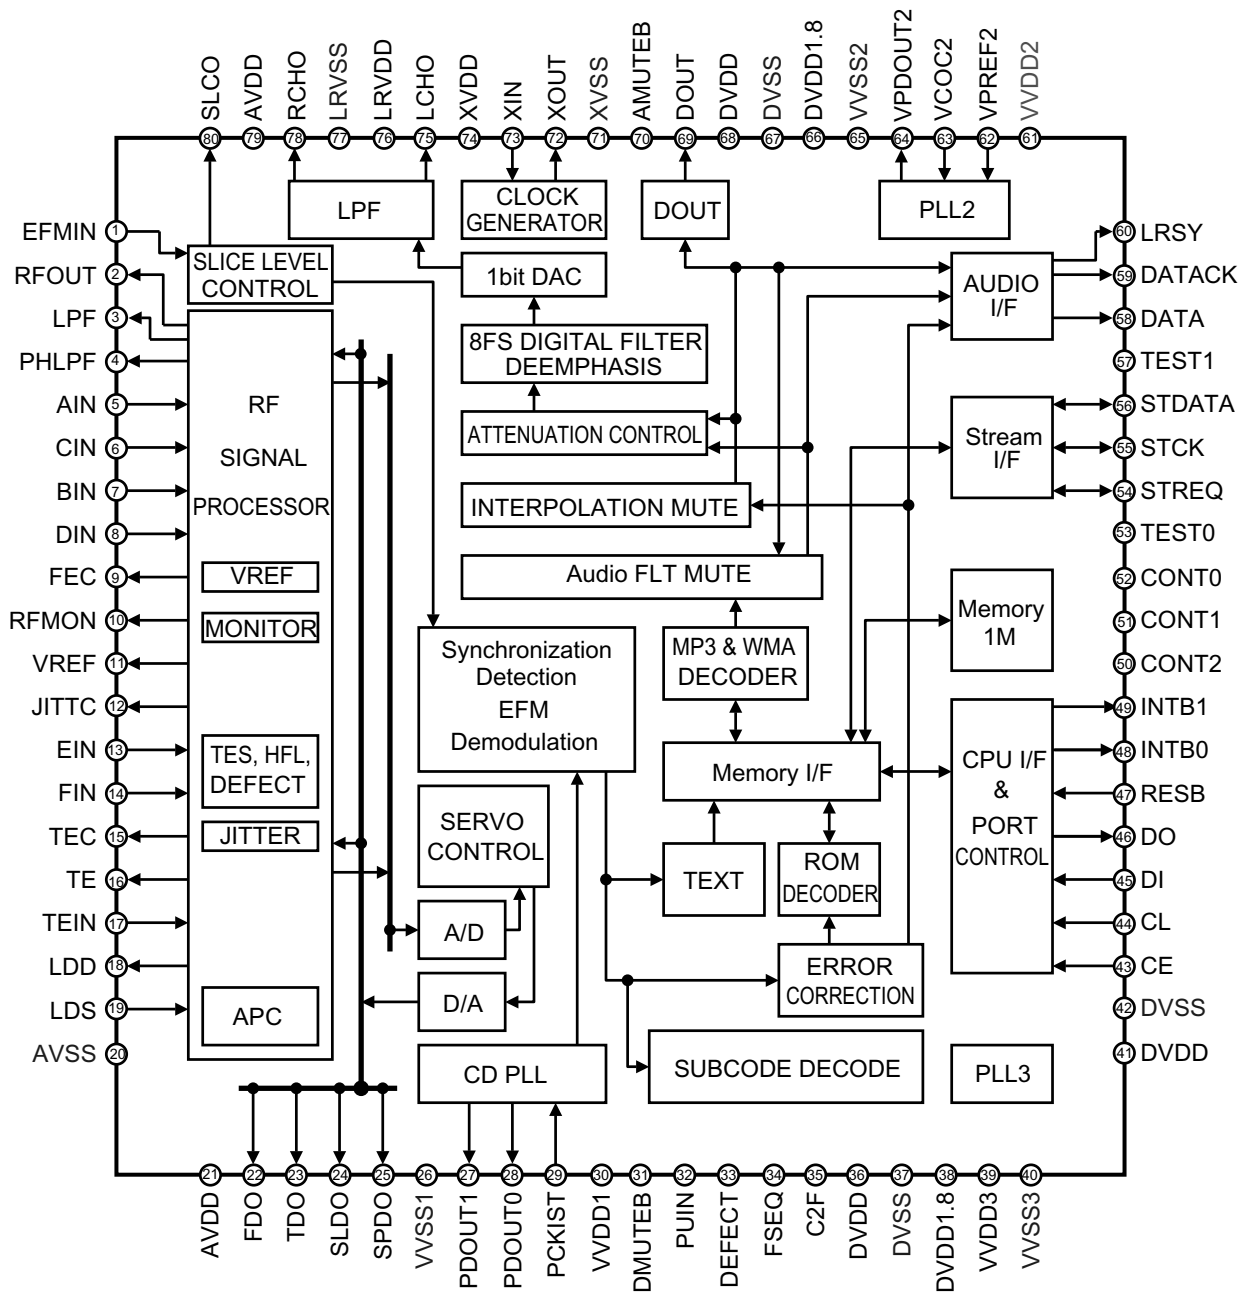 SLCO
AVDD
RCHO
LRVSS
LRVDD
LCHO
XVDD
XIN
XOUT
XVSS
AMUTEB
DOUT
DVDD
DVSS
DVDD1.8
VVSS2
VPDOUT2
VCOC2
VPREF2
VVDD2
80
79
78
77
76
75
74
73
72
71
70
69
68
67
66
65
64
63
62
61
EFMIN 1
RFOUT 2
LPF 3
PHLPF 4
AIN 5
CIN 6
BIN 7
DIN 8
FEC 9
RFMON 10
VREF 11
JITTC 12
EIN 13
FIN 14
TEC 15
TE 16
TEIN 17
LDD 18
LDS 19
AVSS 20
LPF
CLOCK
GENERATOR
DOUT
PLL2
SLICE LEVEL
CONTROL
1bit DAC
AUDIO
I/F
8FS DIGITAL FILTER
DEEMPHASIS
RF
SIGNAL
PROCESSOR
ATTENUATION CONTROL
Stream
I/F
INTERPOLATION MUTE
VREF
Audio FLT MUTE
MONITOR
Memory
1M
Synchronization
Detection
EFM
Demodulation
MP3 & WMA
DECODER
TES, HFL,
DEFECT
Memory I/F
CPU I/F
&
PORT
CONTROL
JITTER
SERVO
CONTROL
TEXT
ROM
DECODER
A/D
ERROR
CORRECTION
APC
D/A
CD PLL
SUBCODE DECODE
PLL3
60 LRSY
59 DATACK
58 DATA
57 TEST1
56 STDATA
55 STCK
54 STREQ
53 TEST0
52 CONT0
51 CONT1
50 CONT2
49 INTB1
48 INTB0
47 RESB
46 DO
45 DI
44 CL
43 CE
42 DVSS
41 DVDD
21
22
23
24
25
26
27
28
29
30
31
32
33
34
35
36
37
38
39
40
AVDD
FDO
TDO
SLDO
SPDO
VVSS1
PDOUT1
PDOUT0
PCKIST
VVDD1
DMUTEB
PUIN
DEFECT
FSEQ
C2F
DVDD
DVSS
DVDD1.8
VVDD3
VVSS3